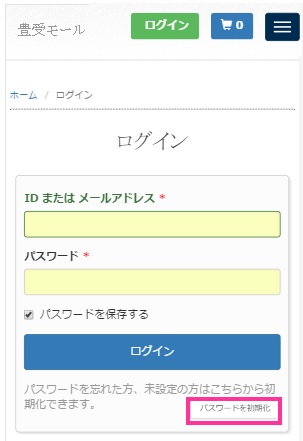 豊受モール
ログイン
0
ホーム / ログイン
ログイン
ID または メールアドレス *
パスワード *
パスワードを保存する
ログイン
パスワードを忘れた方、未設定の方はこちらから初
期化できます。
パスワードを初期化